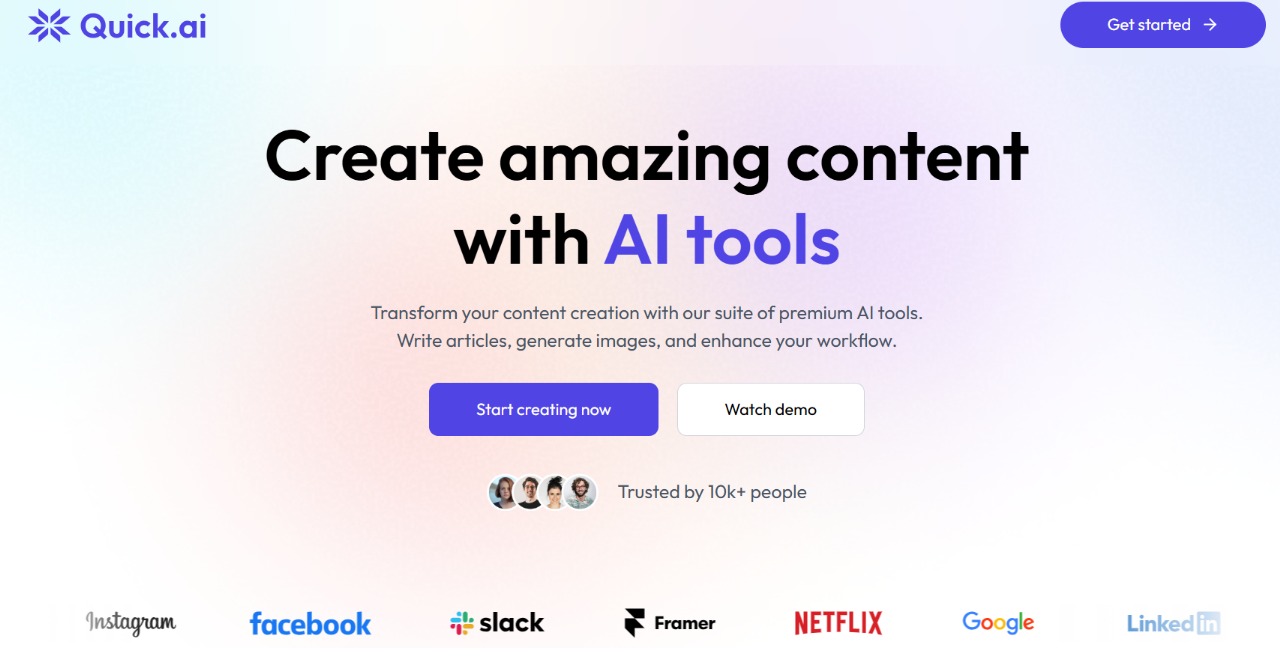 Quick.ai
Get started
Create amazing content
with AI tools
Transform your content creation with our suite of premium AI tools.
Write articles, generate images, and enhance your workflow.
Start creating now
Watch demo
Trusted by 10k+ people
Instagram
facebook
slack
Framer
NETFLIX
Google
Linkedin